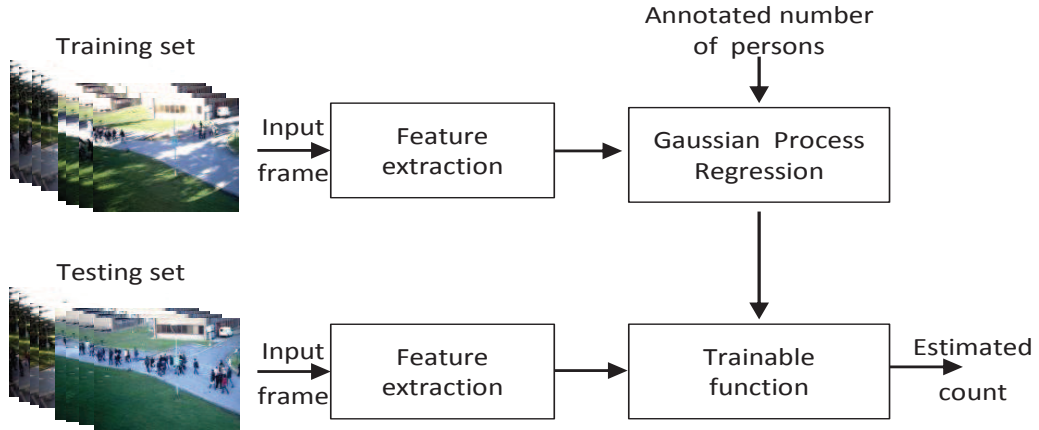 Annotated number
of persons
Training set
Input
frame
Feature
extraction
Gaussian Process
Regression
Testing set
Input
frame
Feature
extraction
Trainable
function
Estimated
count